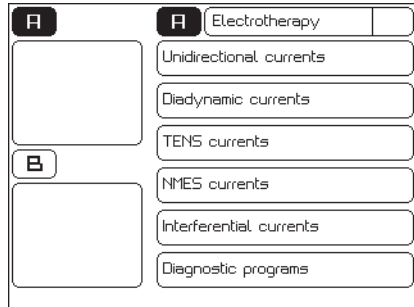 A
A Electrotherapy
Unidirectional currents
Diadynamic currents
TENS currents
B
NMES currents
Interferential currents
Diagnostic programs